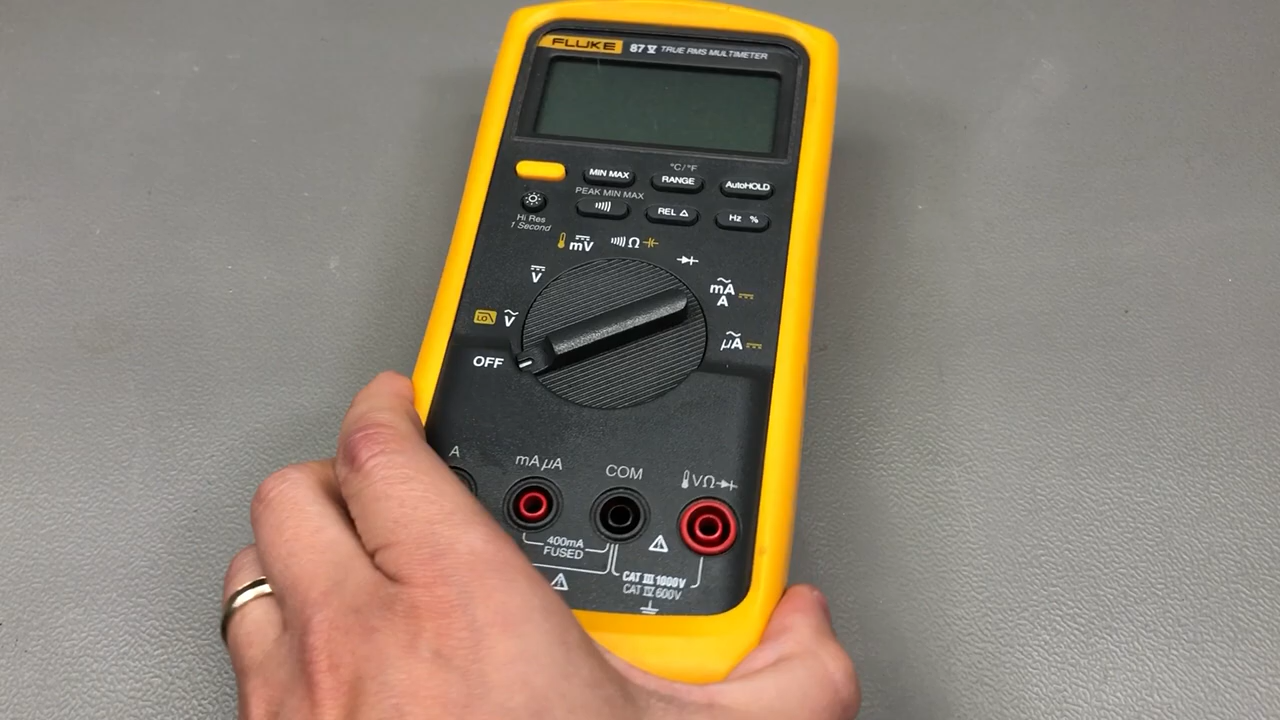 FLUKE 87 V TRUE RMS MULTIMETER
°C/°F
MIN MAX RANGE AutoHOLD
PEAK MIN MAX
REL △ Hz %
Hi Res
1 Second
mV Ω
V
mA
A
LO V
µA
OFF
A mA µA COM VΩ
400mA
FUSED
CAT III 1000V
CAT IV 600V